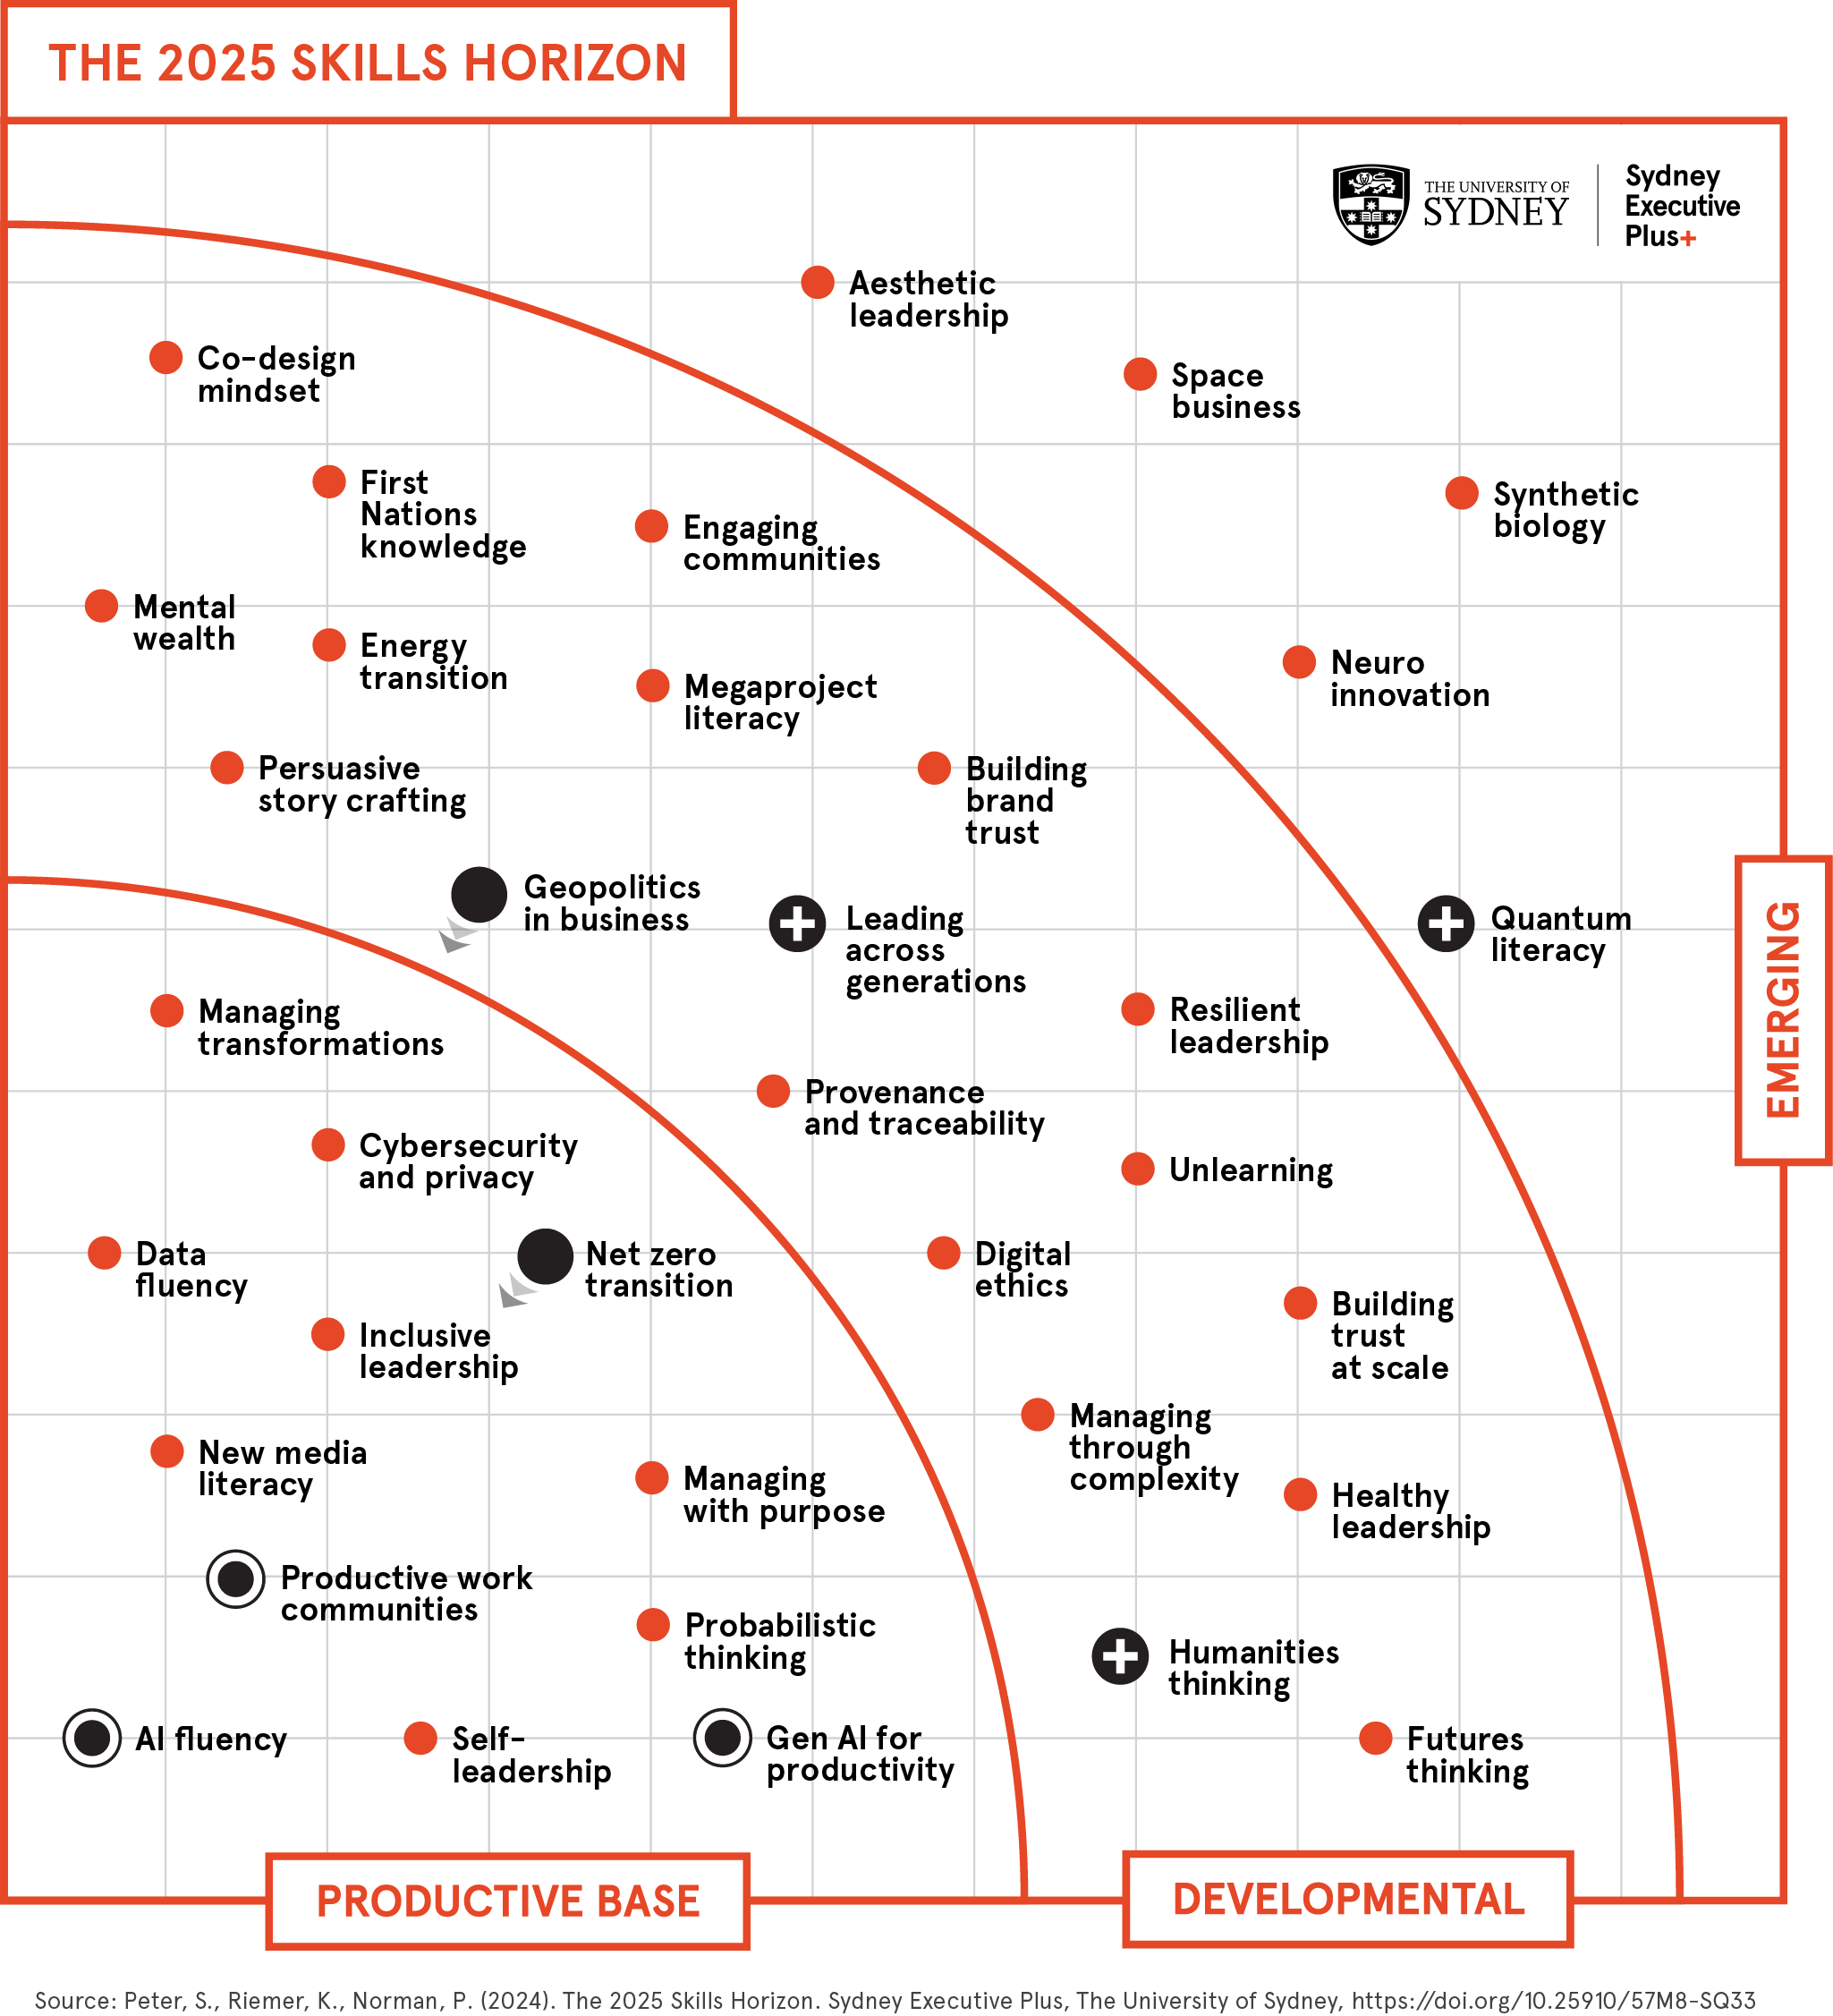 THE 2025 SKILLS HORIZON
THE UNIVERSITY OF
SYDNEY
Sydney
Executive
Plus+
Aesthetic
leadership
Co-design
mindset
Space
business
First
Nations
knowledge
Engaging
communities
Synthetic
biology
Mental
wealth
Energy
transition
Megaproject
literacy
Neuro
innovation
Persuasive
story crafting
Building
brand
trust
Geopolitics
in business
Leading
across
generations
Quantum
literacy
EMERGING
Managing
transformations
Resilient
leadership
Provenance
and traceability
Cybersecurity
and privacy
Unlearning
Data
fluency
Net zero
transition
Digital
ethics
Building
trust
at scale
Inclusive
leadership
Managing
through
complexity
New media
literacy
Managing
with purpose
Healthy
leadership
Productive work
communities
Probabilistic
thinking
Humanities
thinking
AI fluency
Self-
leadership
Gen AI for
productivity
Futures
thinking
PRODUCTIVE BASE
DEVELOPMENTAL
Source: Peter, S., Riemer, K., Norman, P. (2024). The 2025 Skills Horizon. Sydney Executive Plus, The University of Sydney, https://doi.org/10.25910/57M8-SQ33